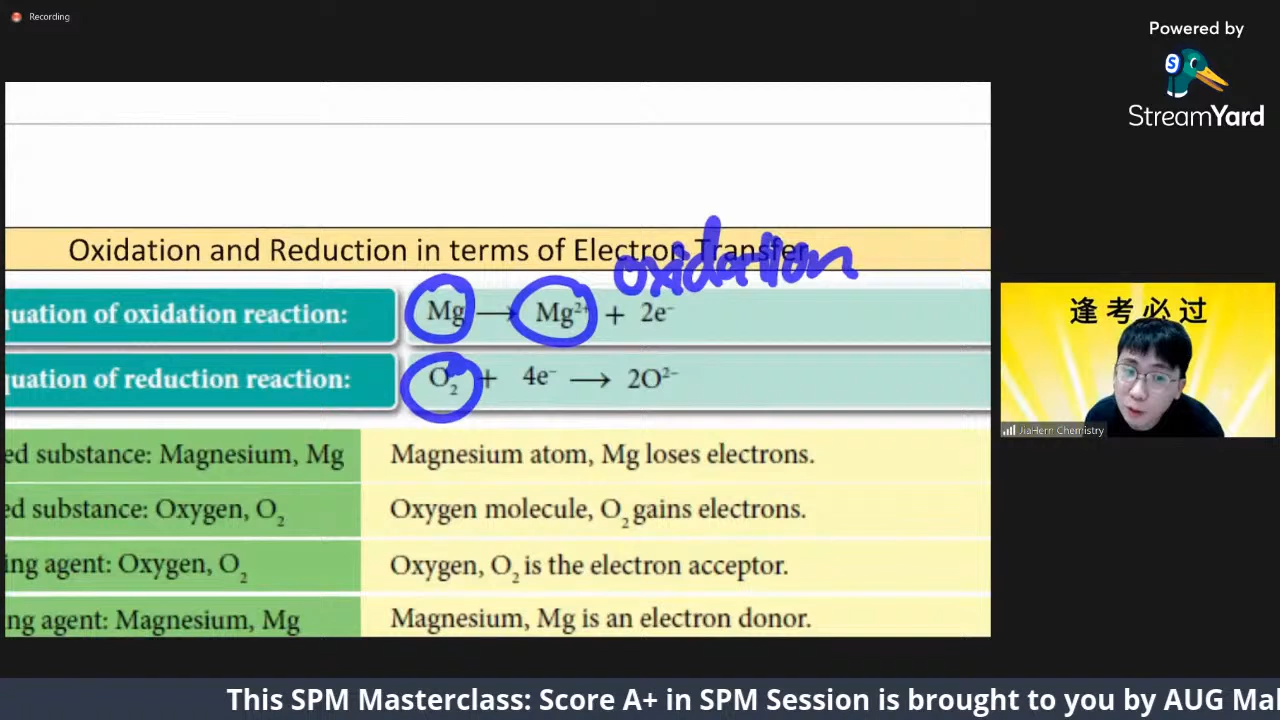 Recording
Powered by
StreamYard
Oxidation and Reduction in terms of Electron Transfer
oxidation
quation of oxidation reaction: Mg ⟶ Mg²⁺ + 2e⁻
quation of reduction reaction: O₂ + 4e⁻ ⟶ 2O²⁻
逢考必过
JiaHern Chemistry
ed substance: Magnesium, Mg Magnesium atom, Mg loses electrons.
ed substance: Oxygen, O₂ Oxygen molecule, O₂ gains electrons.
ing agent: Oxygen, O₂ Oxygen, O₂ is the electron acceptor.
ng agent: Magnesium, Mg Magnesium, Mg is an electron donor.
This SPM Masterclass: Score A+ in SPM Session is brought to you by AUG Ma